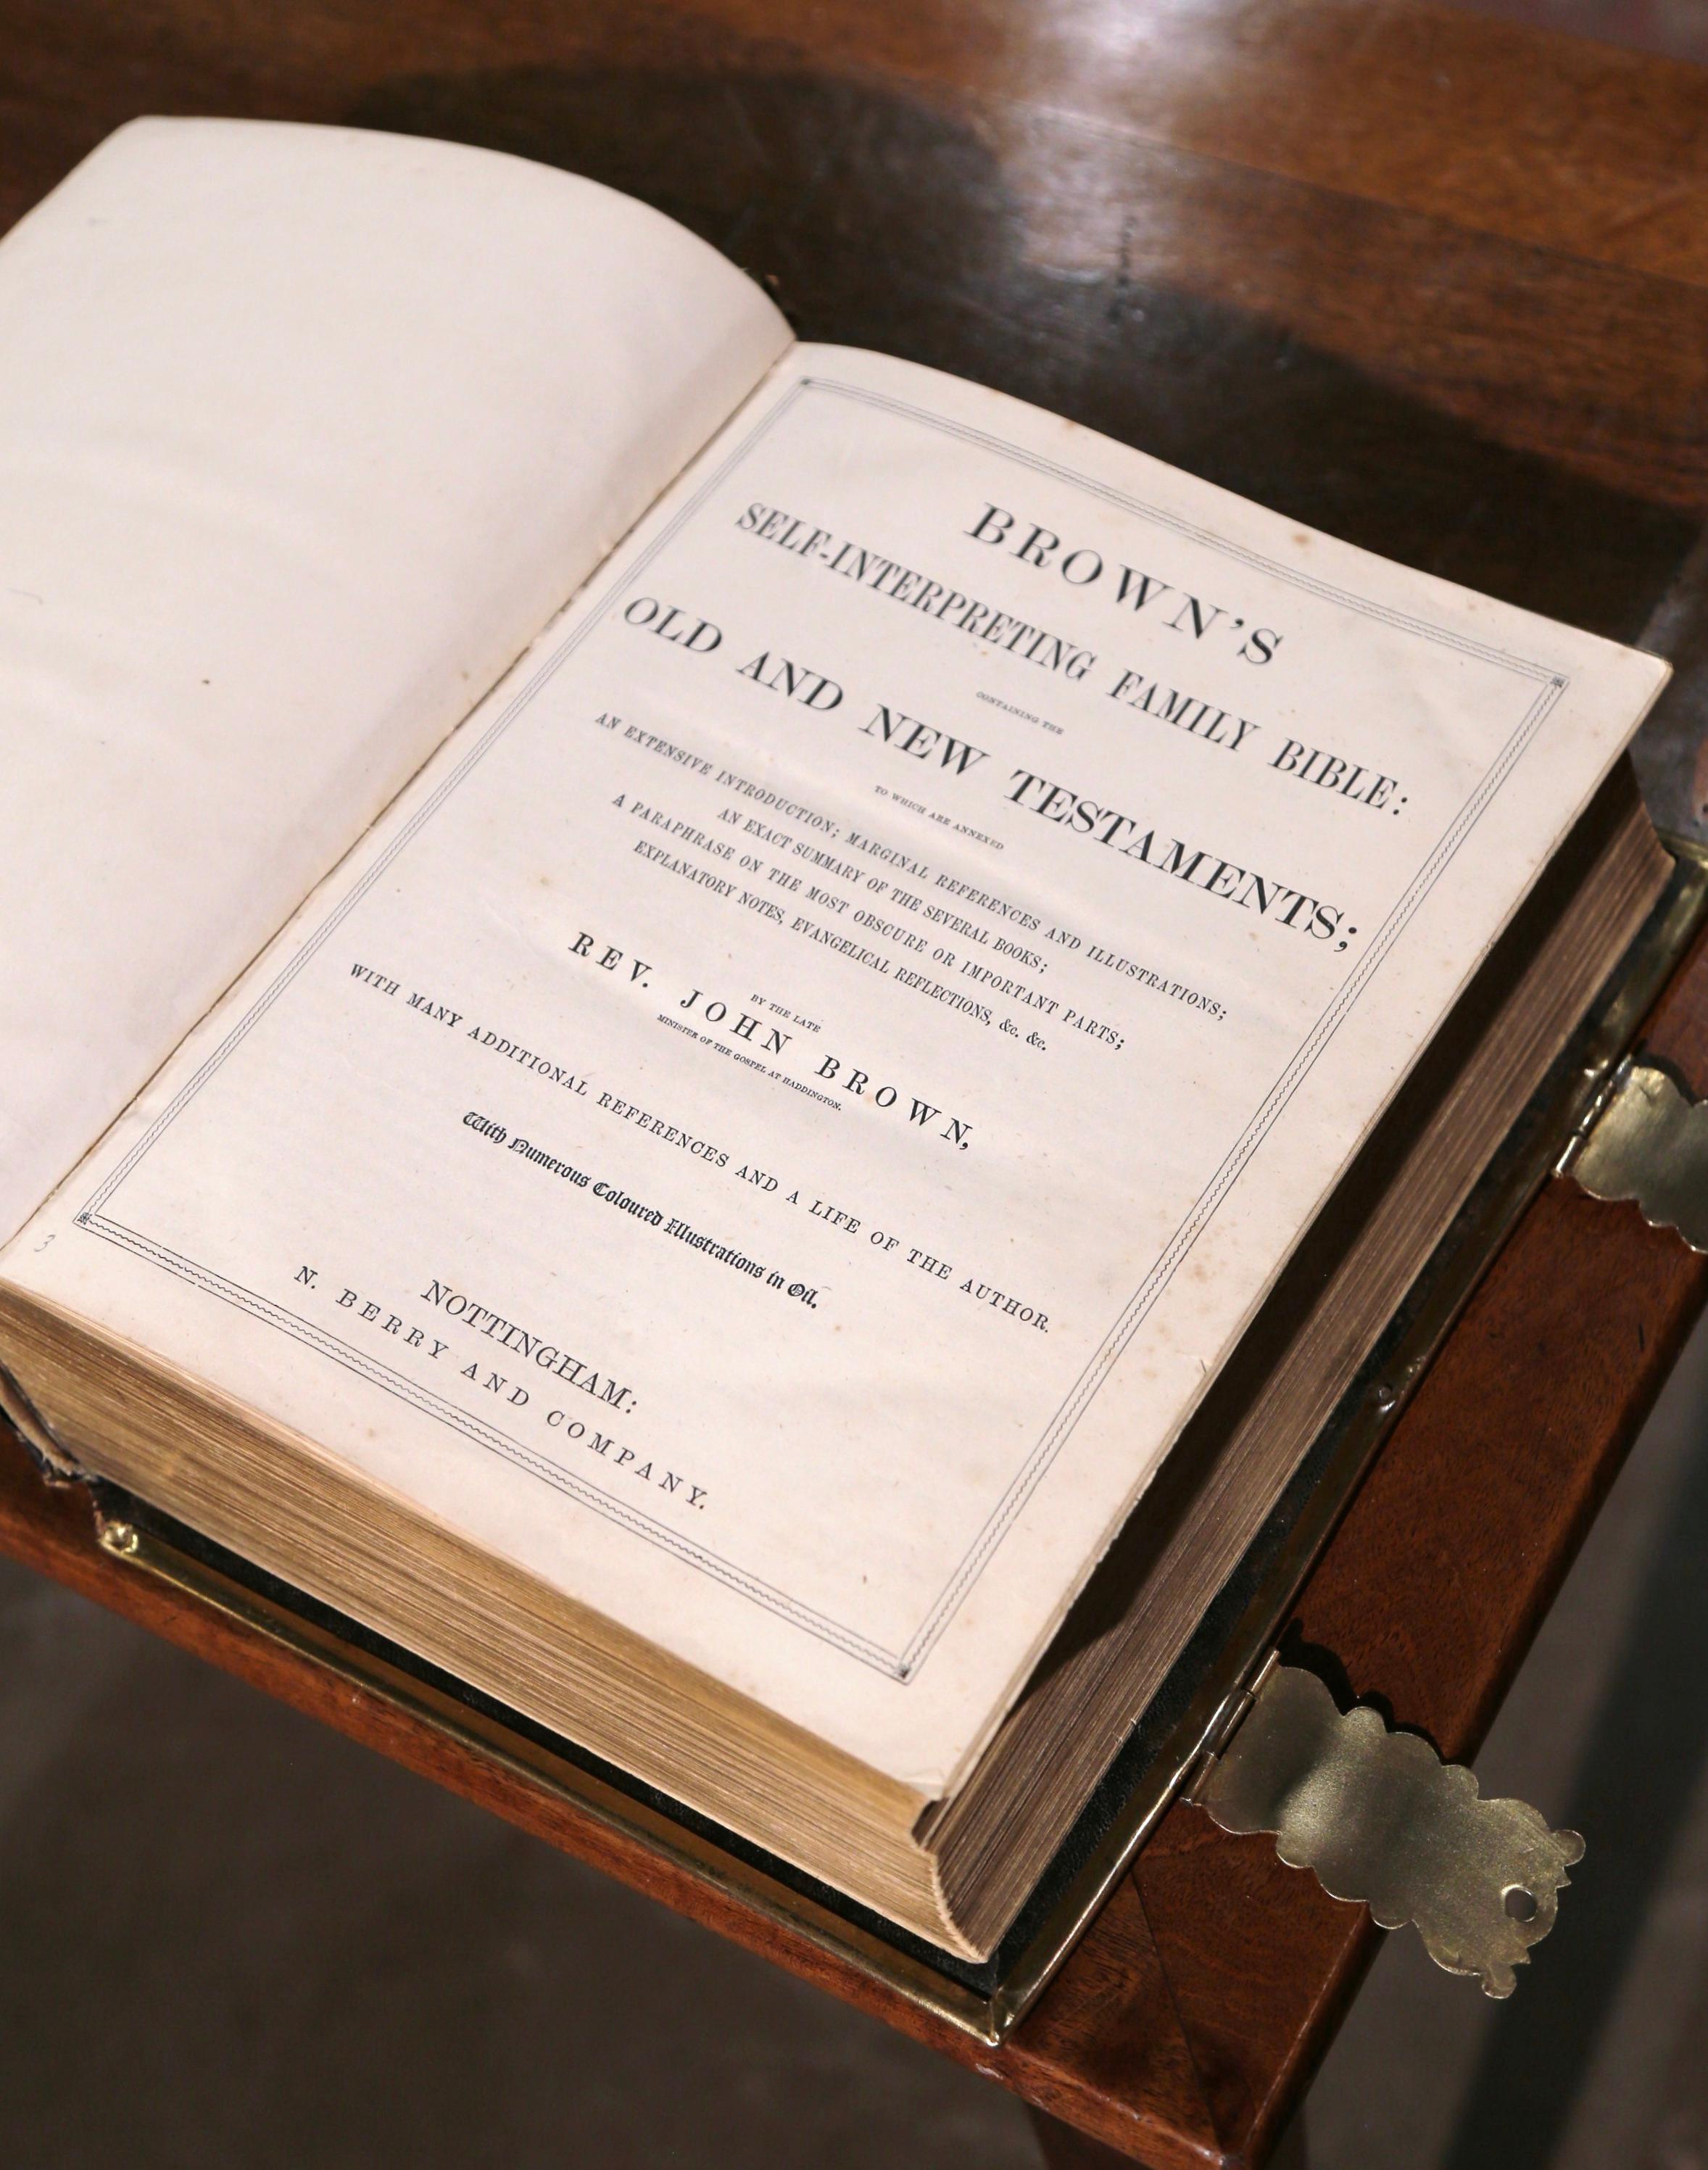 BROWN'S
SELF-INTERPRETING FAMILY BIBLE:
CONTAINING THE
OLD AND NEW TESTAMENTS;
TO WHICH ARE ANNEXED
AN EXTENSIVE INTRODUCTION; MARGINAL REFERENCES AND ILLUSTRATIONS;
AN EXACT SUMMARY OF THE SEVERAL BOOKS;
A PARAPHRASE ON THE MOST OBSCURE OR IMPORTANT PARTS;
EXPLANATORY NOTES, EVANGELICAL REFLECTIONS, &c. &c.
BY THE LATE
REV. JOHN BROWN,
MINISTER OF THE GOSPEL AT HADDINGTON.
WITH MANY ADDITIONAL REFERENCES AND A LIFE OF THE AUTHOR.
With Numerous Coloured Illustrations in Oil.
NOTTINGHAM:
N. BERRY AND COMPANY.
3